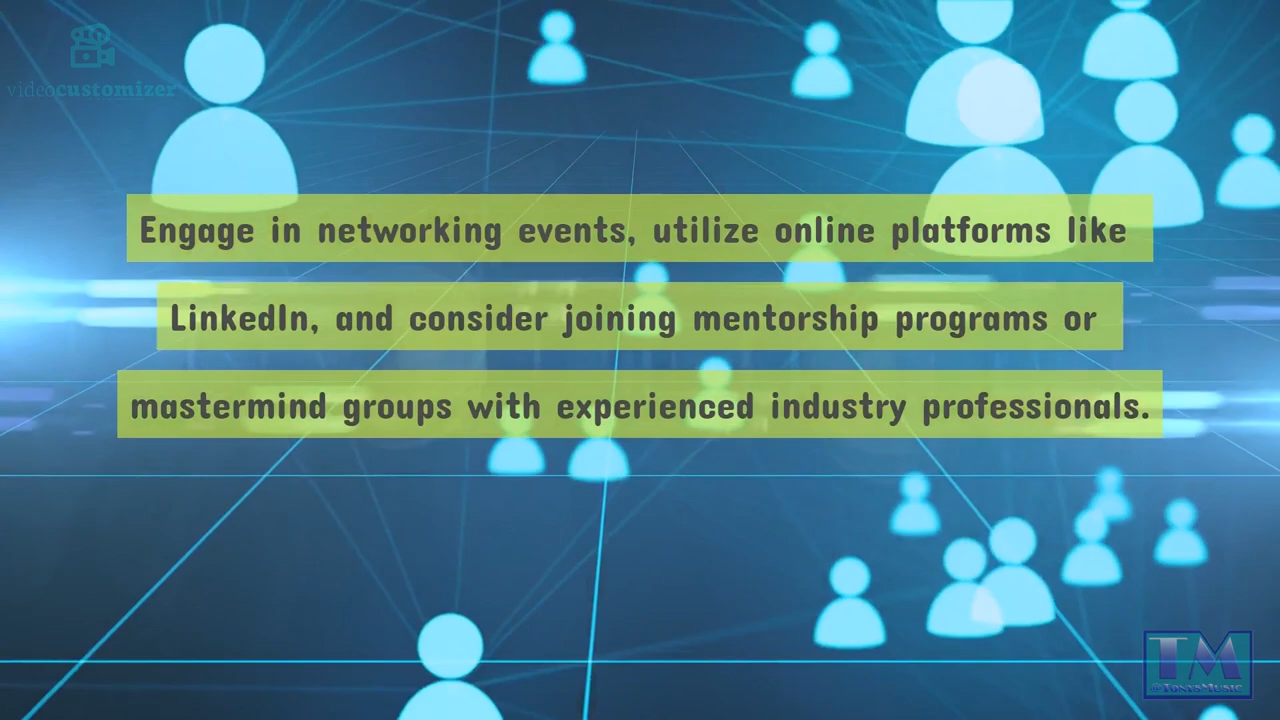 videocustomizer
Engage in networking events, utilize online platforms like
LinkedIn, and consider joining mentorship programs or
mastermind groups with experienced industry professionals.
TM
@TonysMusic